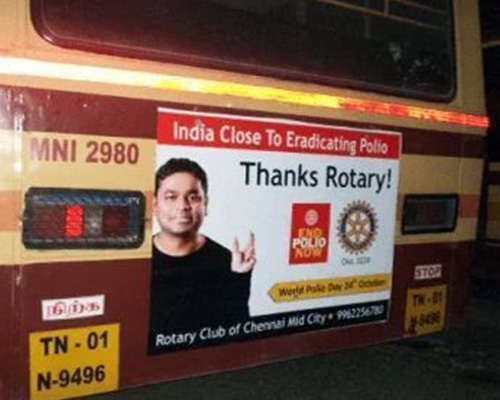 India Close To Eradicating Polio
MNI 2980
Thanks Rotary!
END
POLIO
NOW
World Polio Day 24th October
STOP
நிற்க
Rotary Club of Chennai Mid City • 9962256780
TN - 01
N-9496
TN - 01
N-9496